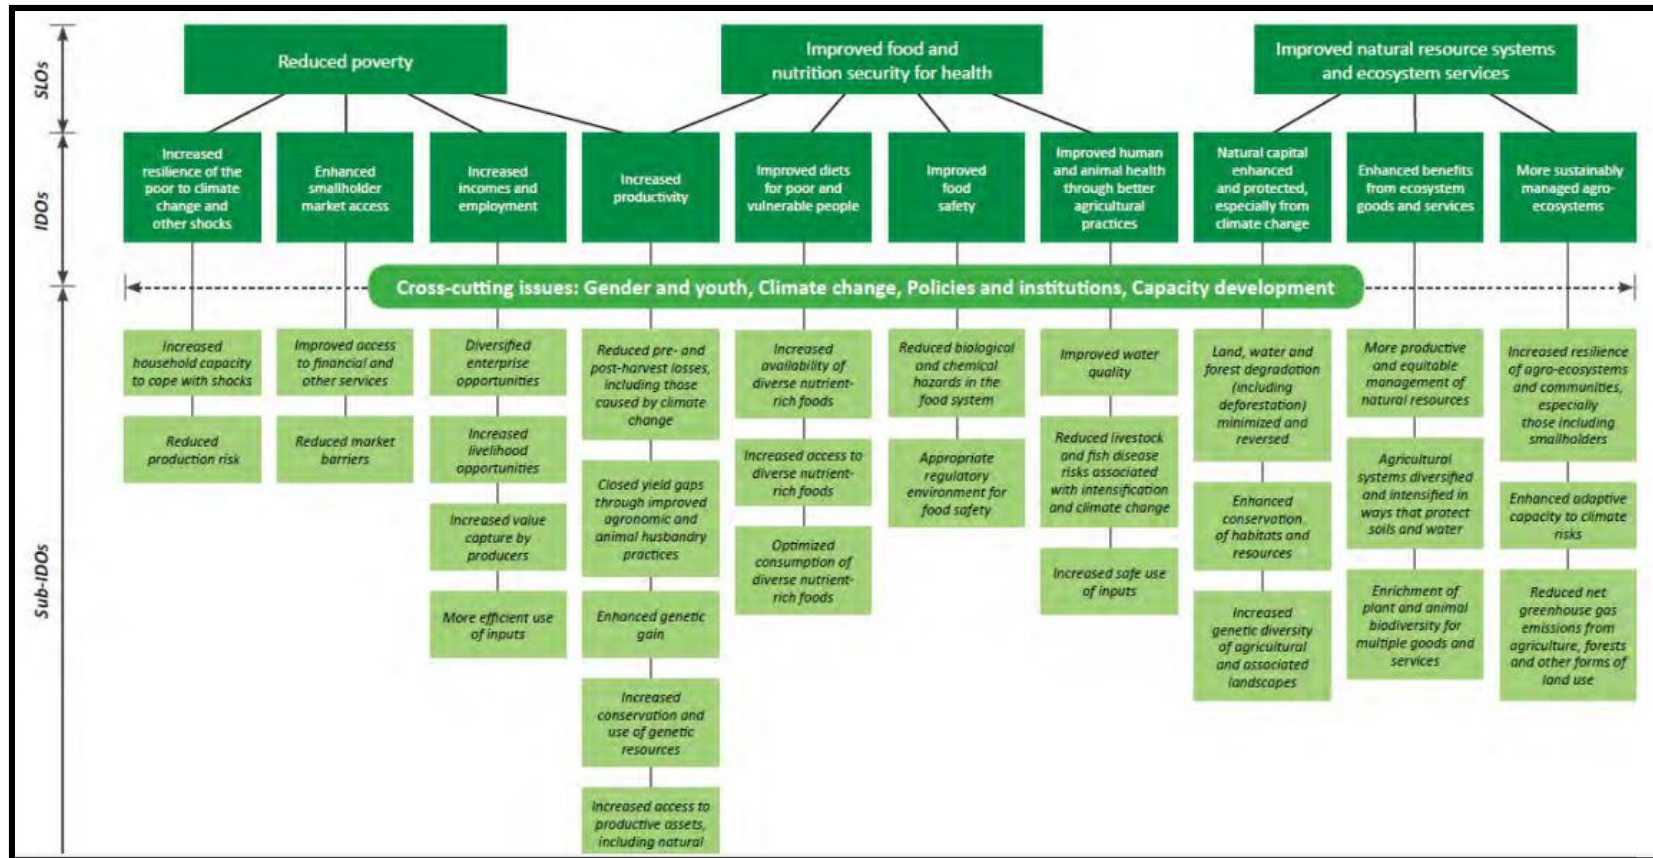 SLOs
Reduced poverty
Improved food and
nutrition security for health
Improved natural resource systems
and ecosystem services
IDOs
Increased
resilience of the
poor to climate
change and
other shocks
Enhanced
smallholder
market access
Increased
incomes and
employment
Increased
productivity
Improved diets
for poor and
vulnerable people
Improved
food
safety
Improved human
and animal health
through better
agricultural
practices
Natural capital
enhanced
and protected,
especially from
climate change
Enhanced benefits
from ecosystem
goods and services
More sustainably
managed agro-
ecosystems
Cross-cutting issues: Gender and youth, Climate change, Policies and institutions, Capacity development
Sub-IDOs
Increased
household capacity
to cope with shocks
Reduced
production risk
Improved access
to financial and
other services
Reduced market
barriers
Diversified
enterprise
opportunities
Increased
livelihood
opportunities
Increased value
capture by
producers
More efficient use
of inputs
Reduced pre- and
post-harvest losses,
including those
caused by climate
change
Closed yield gaps
through improved
agronomic and
animal husbandry
practices
Enhanced genetic
gain
Increased
conservation and
use of genetic
resources
Increased access to
productive assets,
including natural
Increased
availability of
diverse nutrient-
rich foods
Increased access to
diverse nutrient-
rich foods
Optimized
consumption of
diverse nutrient-
rich foods
Reduced biological
and chemical
hazards in the
food system
Appropriate
regulatory
environment for
food safety
Improved water
quality
Reduced livestock
and fish disease
risks associated
with intensification
and climate change
Increased safe use
of inputs
Land, water and
forest degradation
(including
deforestation)
minimized and
reversed
Enhanced
conservation
of habitats and
resources
Increased
genetic diversity
of agricultural
and associated
landscapes
More productive
and equitable
management of
natural resources
Agricultural
systems diversified
and intensified in
ways that protect
soils and water
Enrichment of
plant and animal
biodiversity for
multiple goods and
services
Increased resilience
of agro-ecosystems
and communities,
especially
those including
smallholders
Enhanced adaptive
capacity to climate
risks
Reduced net
greenhouse gas
emissions from
agriculture, forests
and other forms of
land use